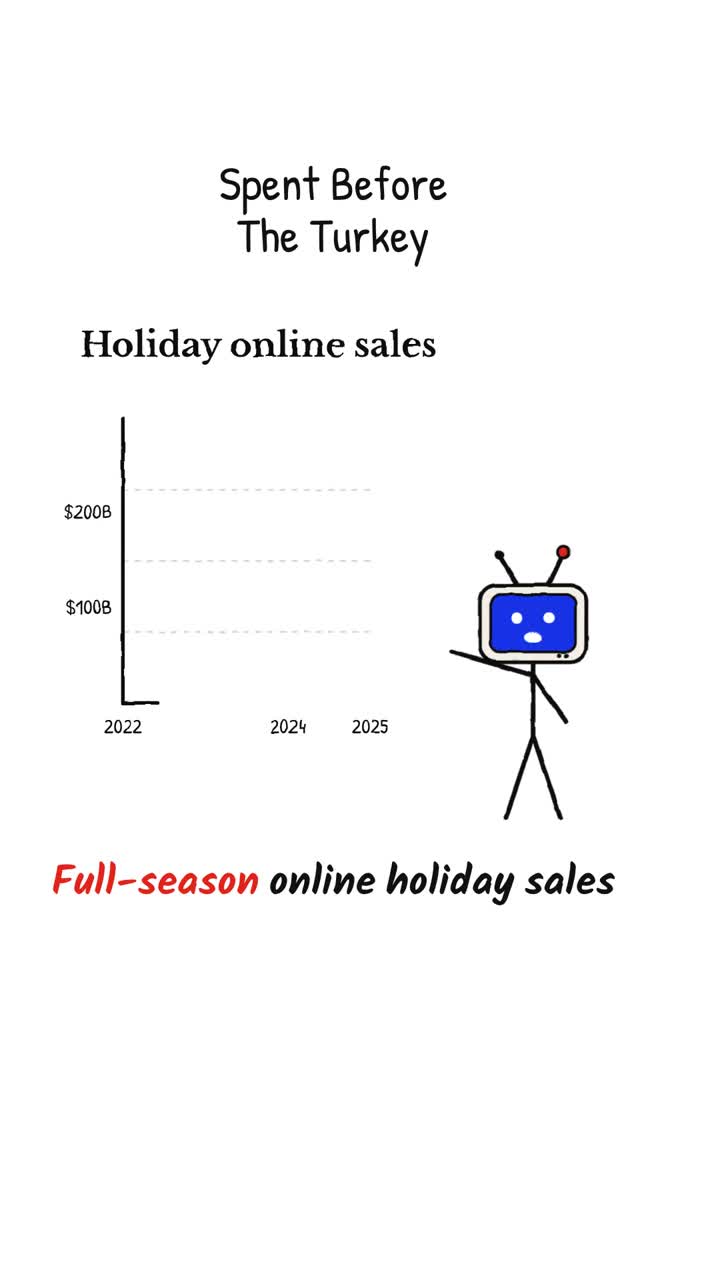 Spent Before
The Turkey
Holiday online sales
$200B
$100B
2022 2024 2025
Full-season online holiday sales